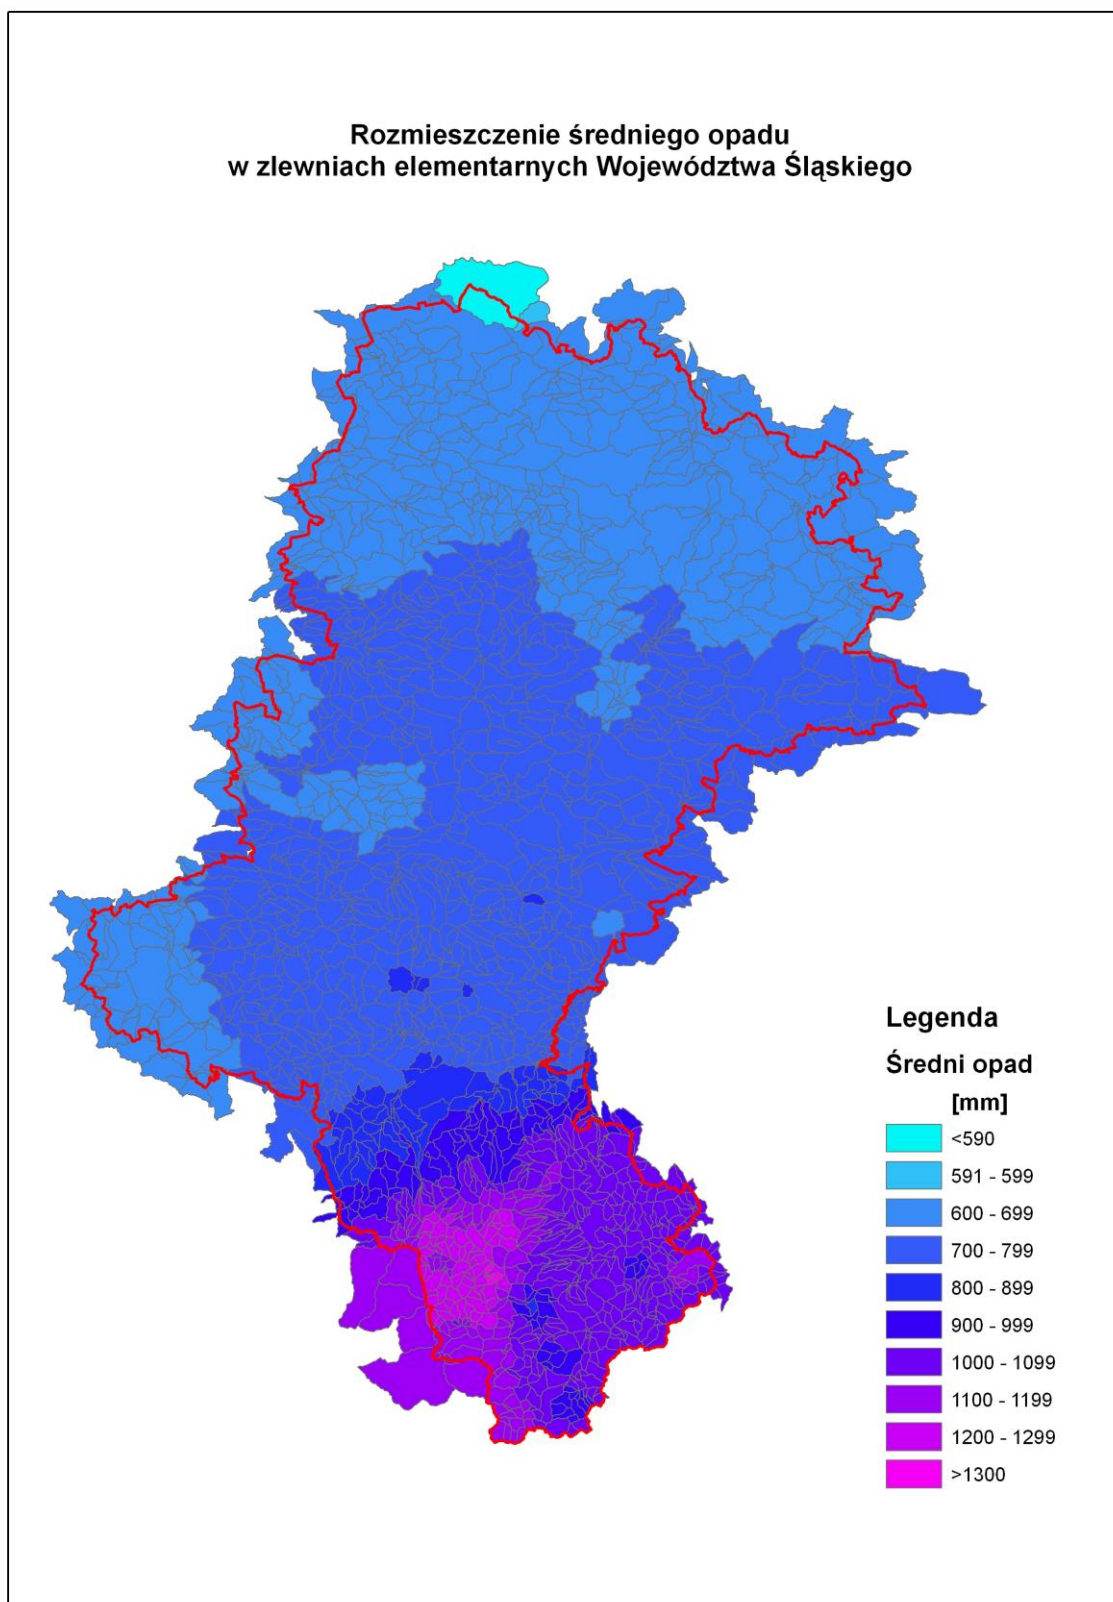 Rozmieszczenie średniego opadu
w zlewniach elementarnych Województwa Śląskiego
Legenda
Średni opad
[mm]
<590
591 - 599
600 - 699
700 - 799
800 - 899
900 - 999
1000 - 1099
1100 - 1199
1200 - 1299
>1300